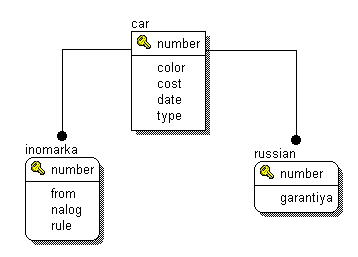 car
number
color
cost
date
type
inomarka
number
from
nalog
rule
russian
number
garantiya